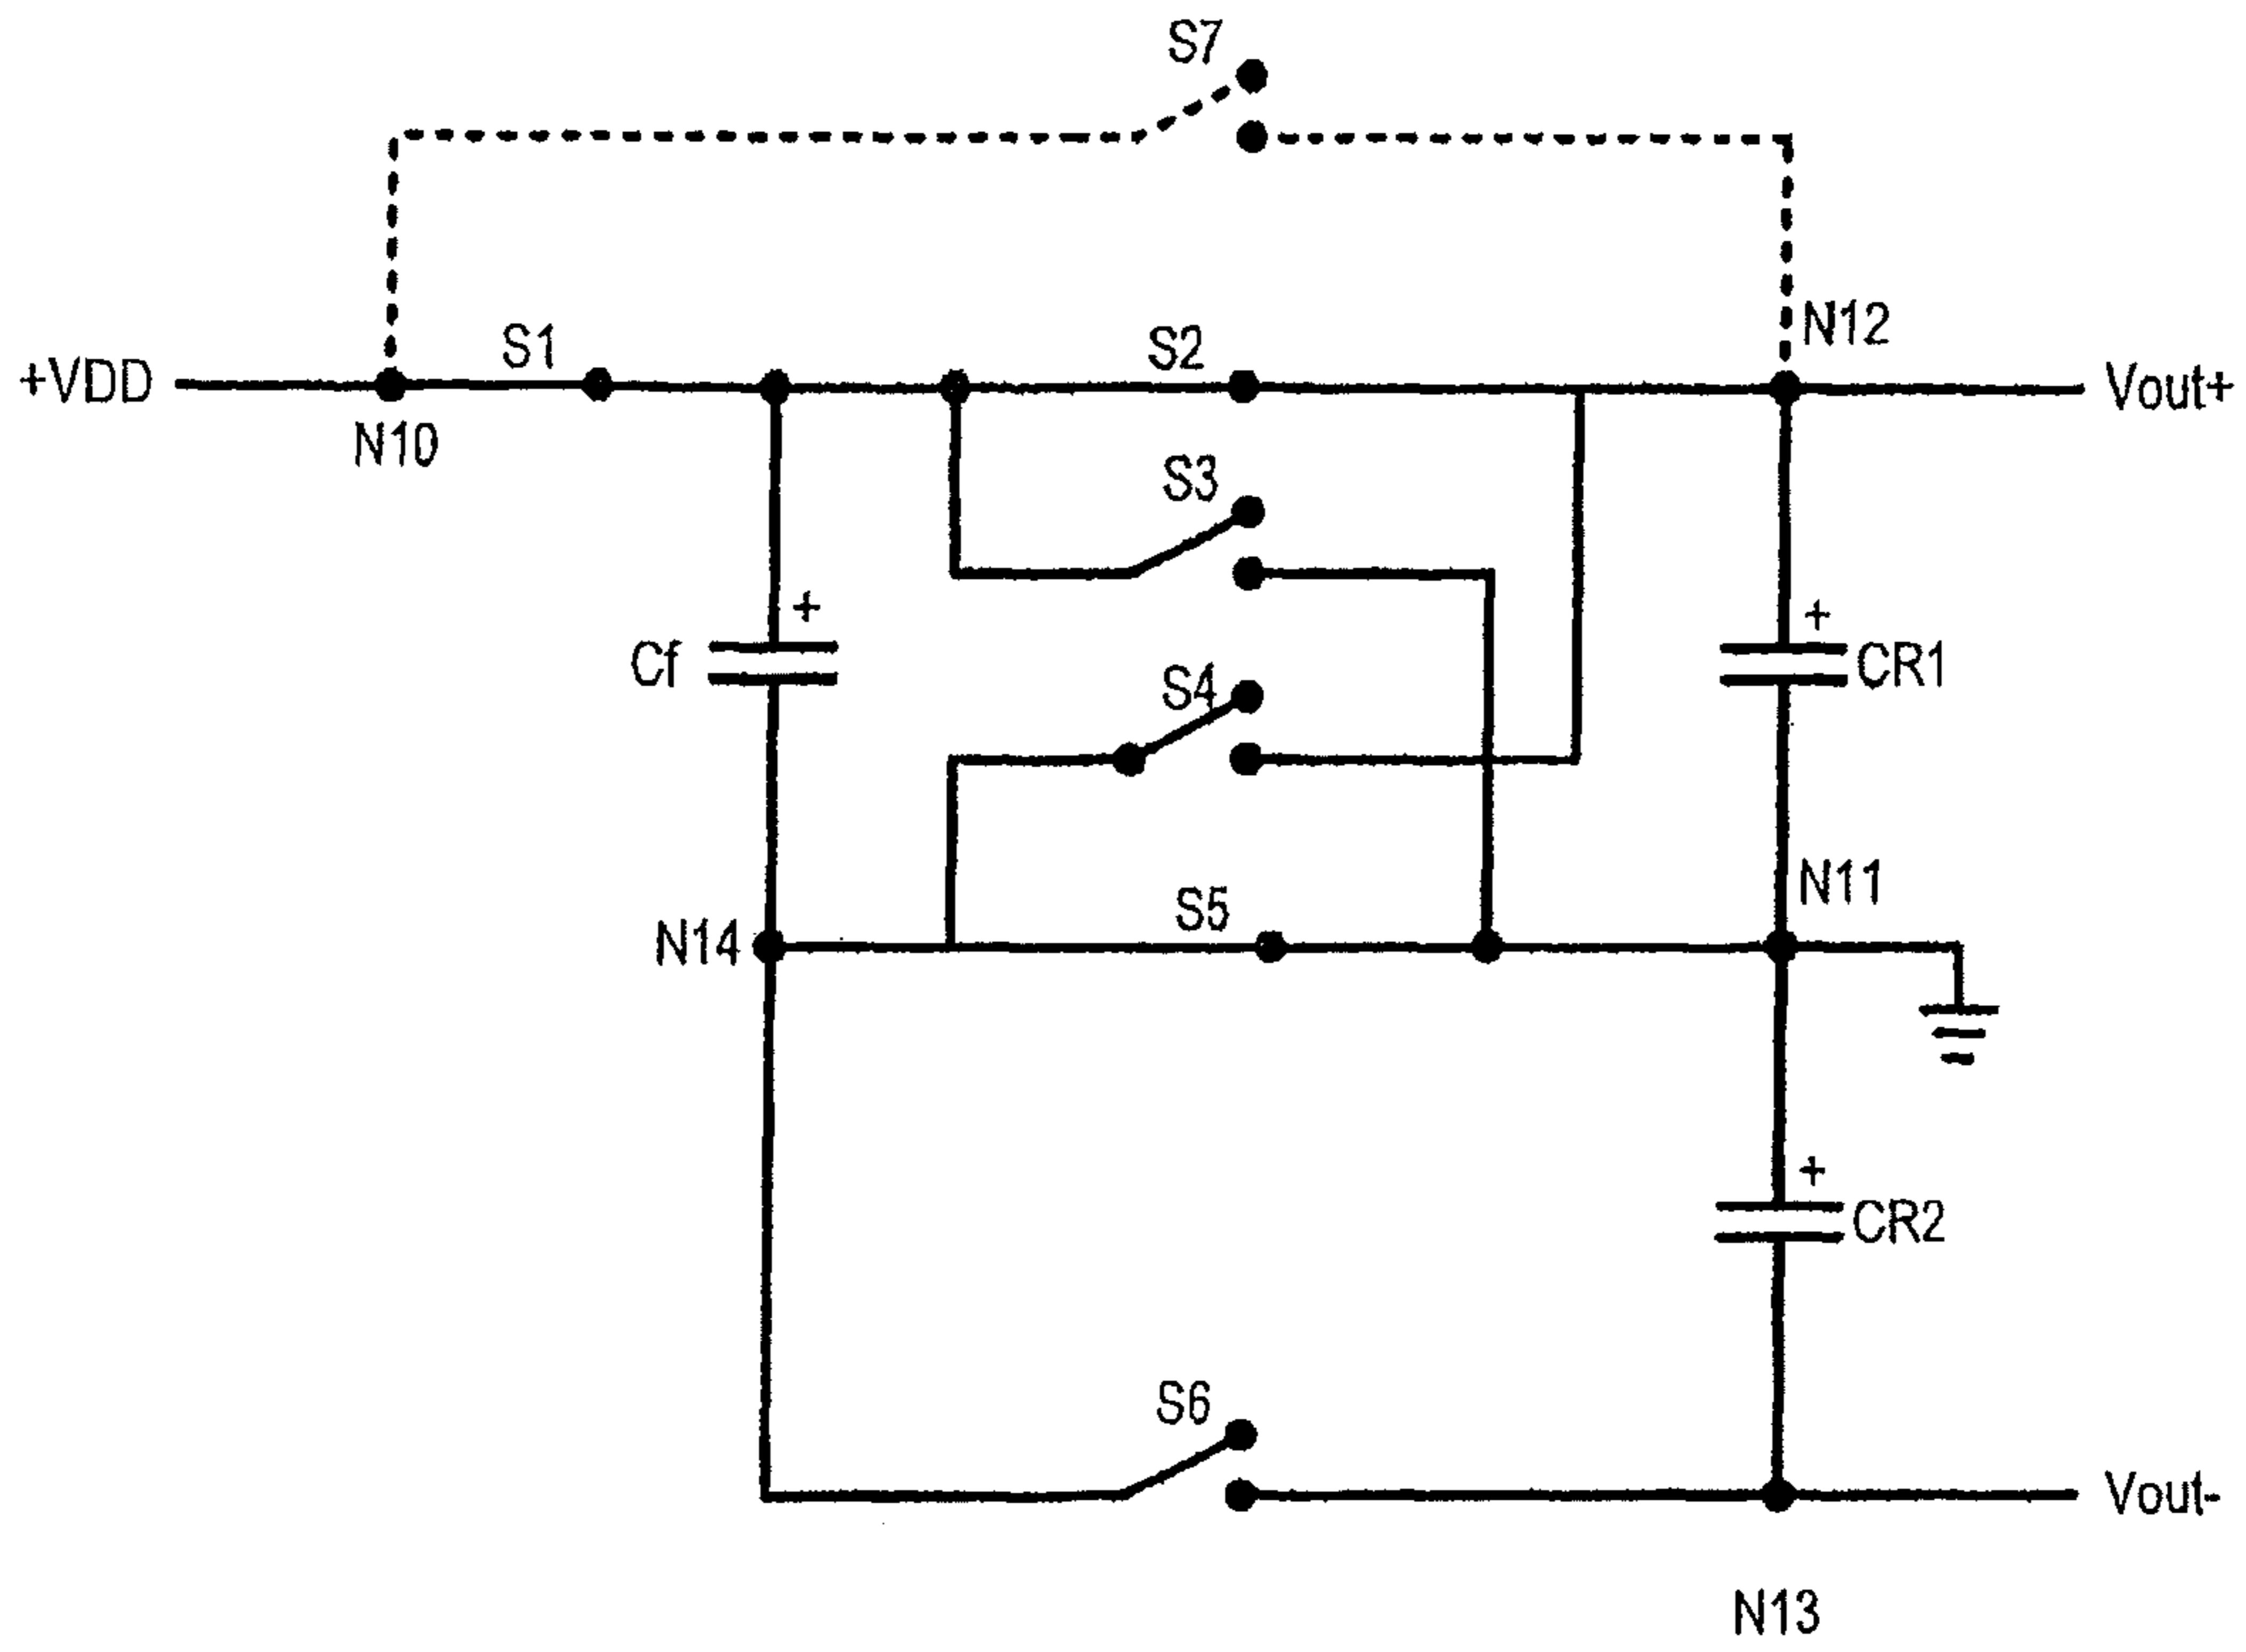 S7
N12
S1
S2
+VDD
Vout+
N10
S3
+
+
Cf
CR1
S4
N11
S5
N14
+
CR2
S6
Vout-
N13